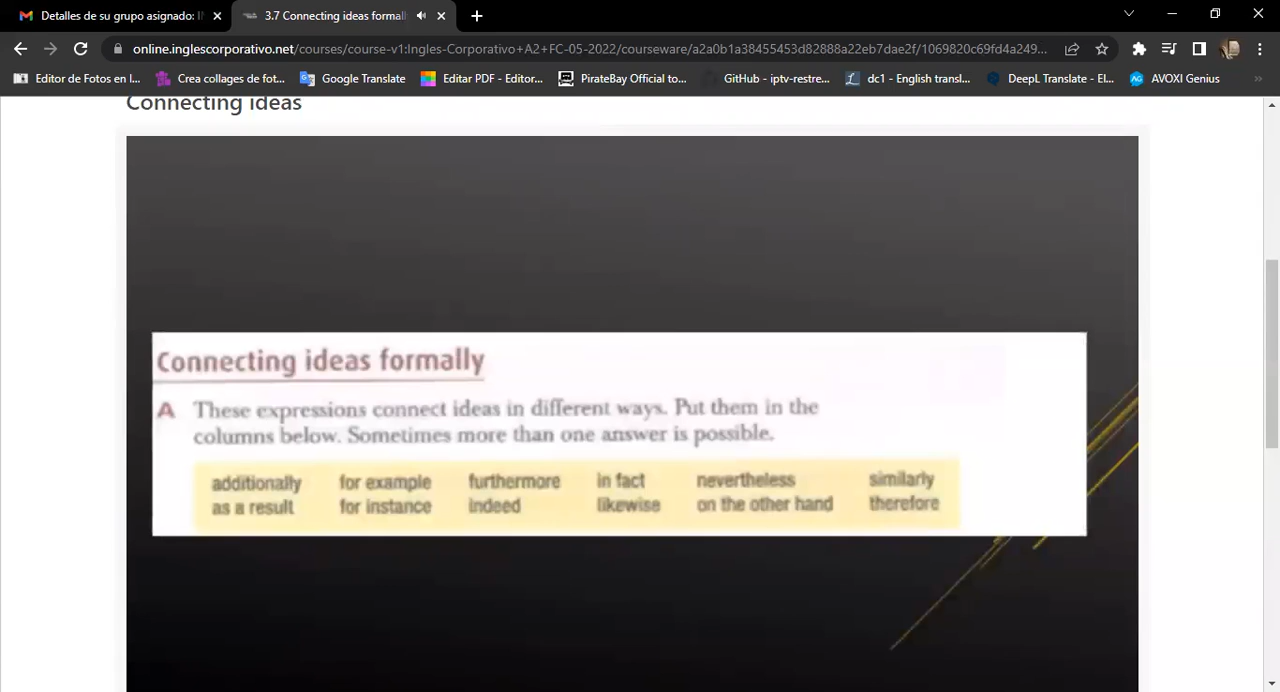 Detalles de su grupo asignado: I
3.7 Connecting ideas formall
online.inglescorporativo.net/courses/course-v1:Ingles-Corporativo+A2+FC-05-2022/courseware/a2a0b1a38455453d82888a22eb7dae2f/1069820c69fd4a249...
Editor de Fotos en l... Crea collages de fot... Google Translate Editar PDF - Editor... PirateBay Official to... GitHub - iptv-restre... dc1 - English transl... DeepL Translate - El... AVOXI Genius »
Connecting ideas
Connecting ideas formally
A These expressions connect ideas in different ways. Put them in the
columns below. Sometimes more than one answer is possible.
additionally for example furthermore in fact nevertheless similarly
as a result for instance indeed likewise on the other hand therefore